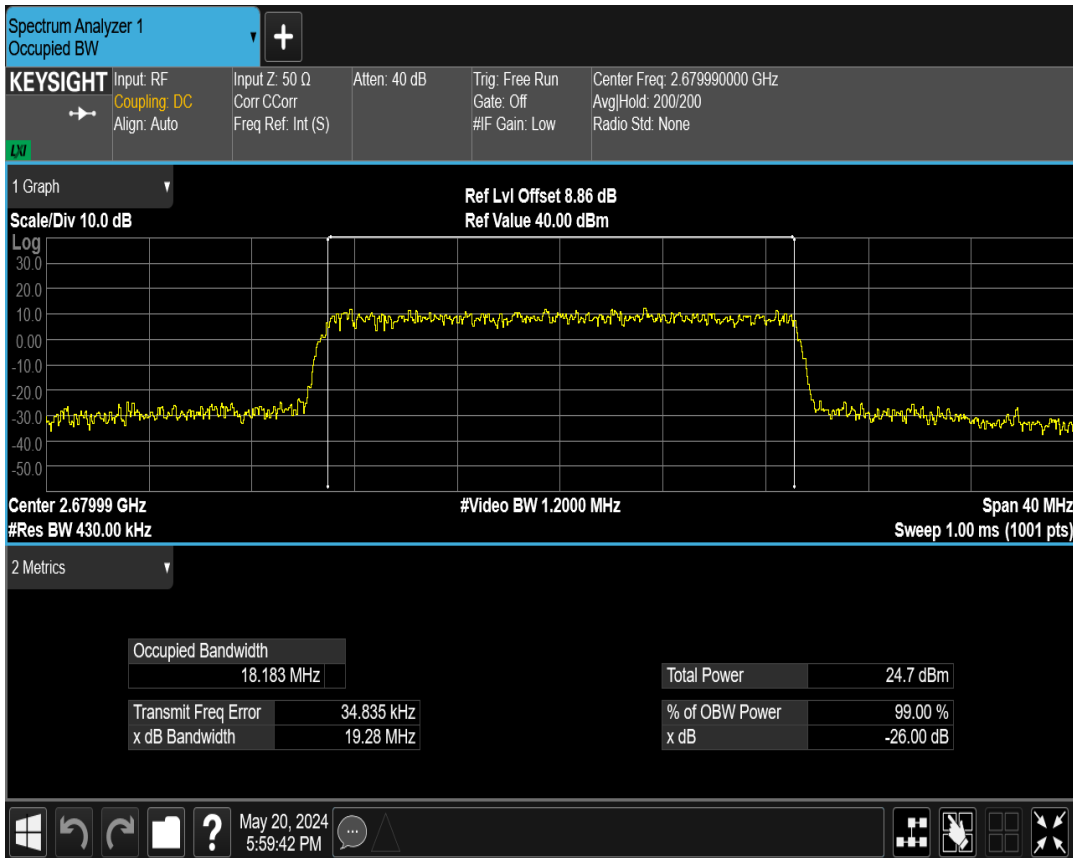 Spectrum Analyzer 1
Occupied BW
KEYSIGHT
LXI
Input: RF
Coupling: DC
Align: Auto
Input Z: 50 Ω
Corr CCorr
Freq Ref: Int (S)
Atten: 40 dB
Trig: Free Run
Gate: Off
#IF Gain: Low
Center Freq: 2.679990000 GHz
Avg|Hold: 200/200
Radio Std: None
1 Graph
Scale/Div 10.0 dB
Ref Lvl Offset 8.86 dB
Ref Value 40.00 dBm
Log
30.0
20.0
10.0
0.00
-10.0
-20.0
-30.0
-40.0
-50.0
Center 2.67999 GHz
#Video BW 1.2000 MHz
Span 40 MHz
#Res BW 430.00 kHz
Sweep 1.00 ms (1001 pts)
2 Metrics
Occupied Bandwidth
18.183 MHz
Total Power 24.7 dBm
Transmit Freq Error 34.835 kHz
% of OBW Power 99.00 %
x dB Bandwidth 19.28 MHz
x dB -26.00 dB
May 20, 2024
5:59:42 PM